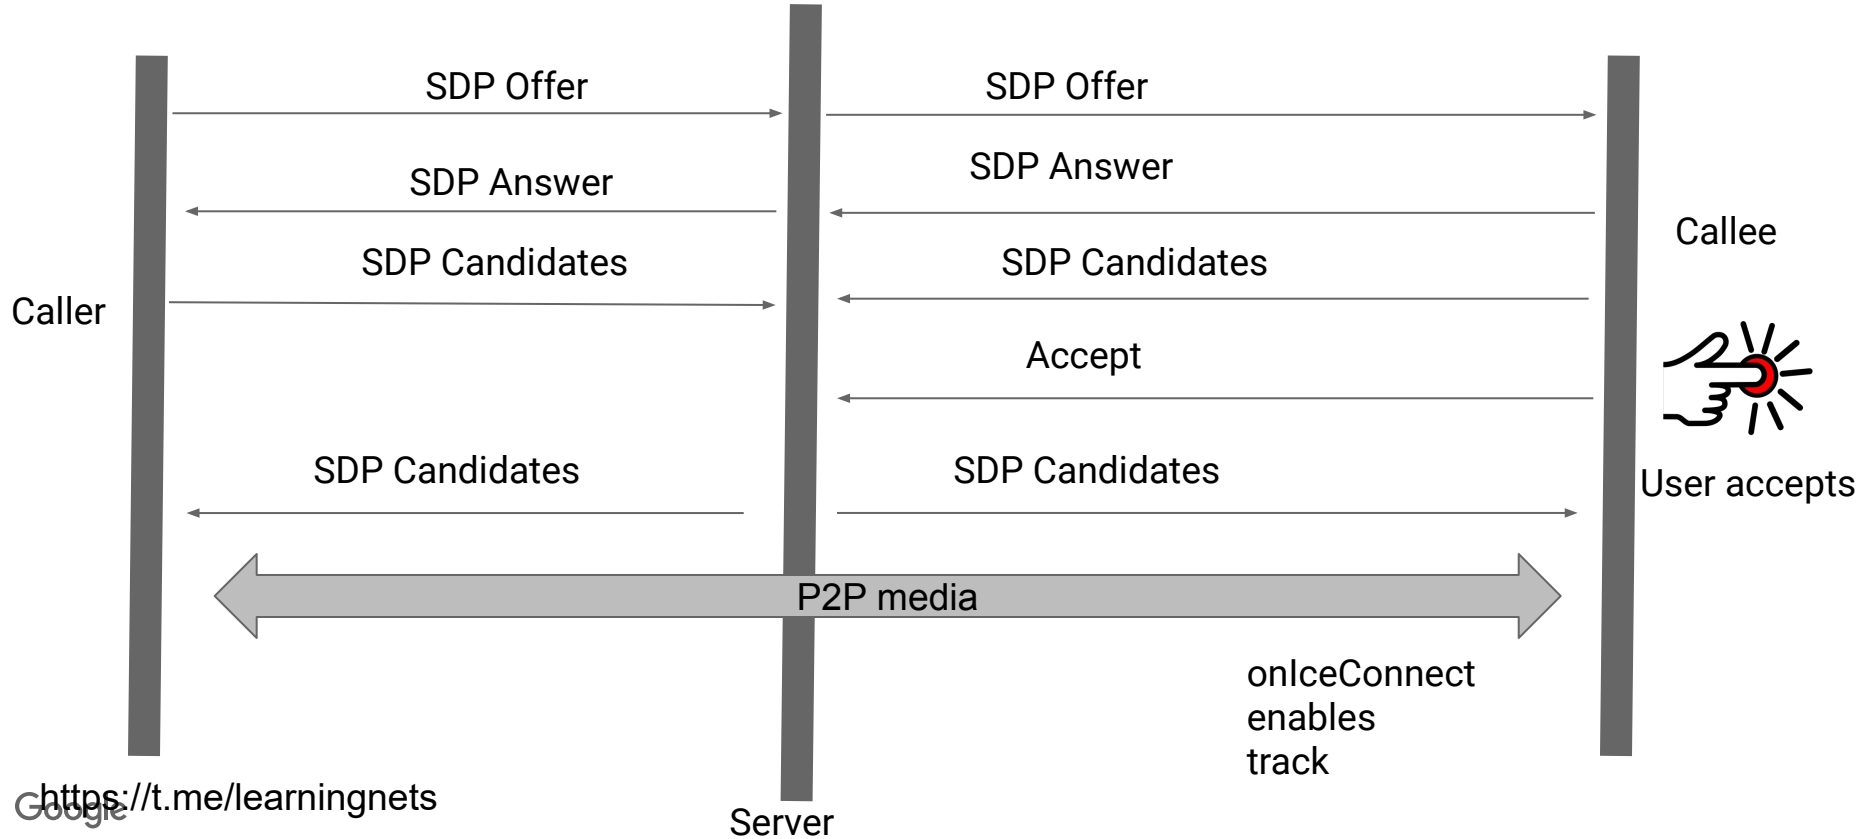 SDP Offer
SDP Offer
SDP Answer
SDP Answer
SDP Candidates
SDP Candidates
Callee
Caller
Accept
SDP Candidates
SDP Candidates
User accepts
P2P media
onIceConnect
enables
track
https://t.me/learningnets
Google
Server